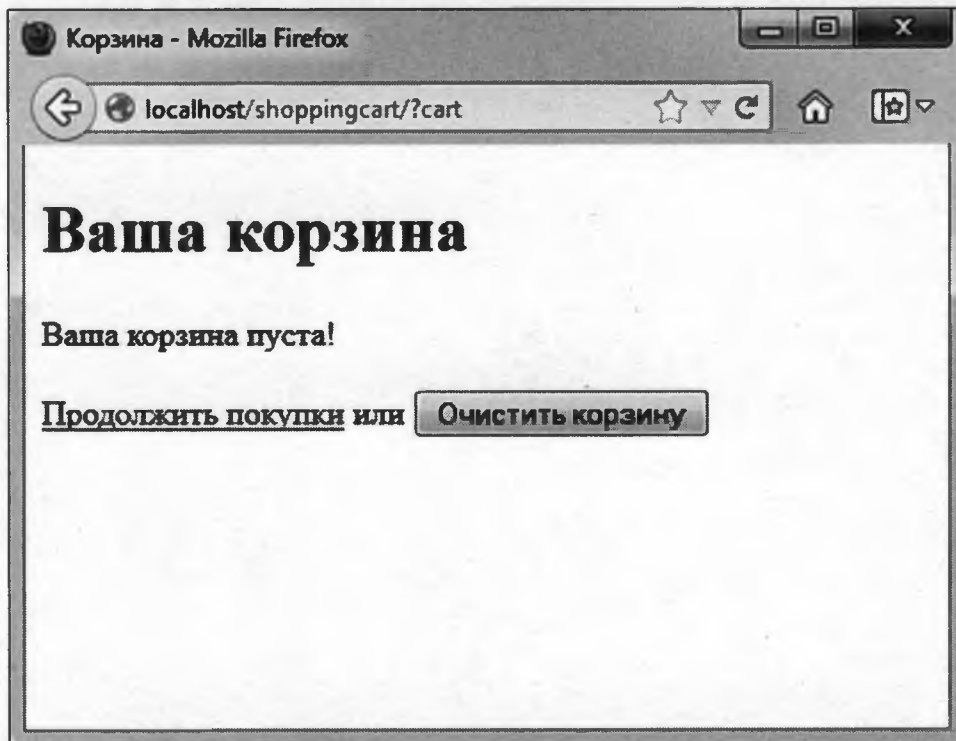 Корзина - Mozilla Firefox
localhost/shoppingcart/?cart
Ваша корзина
Ваша корзина пуста!
Продолжить покупки или Очистить корзину